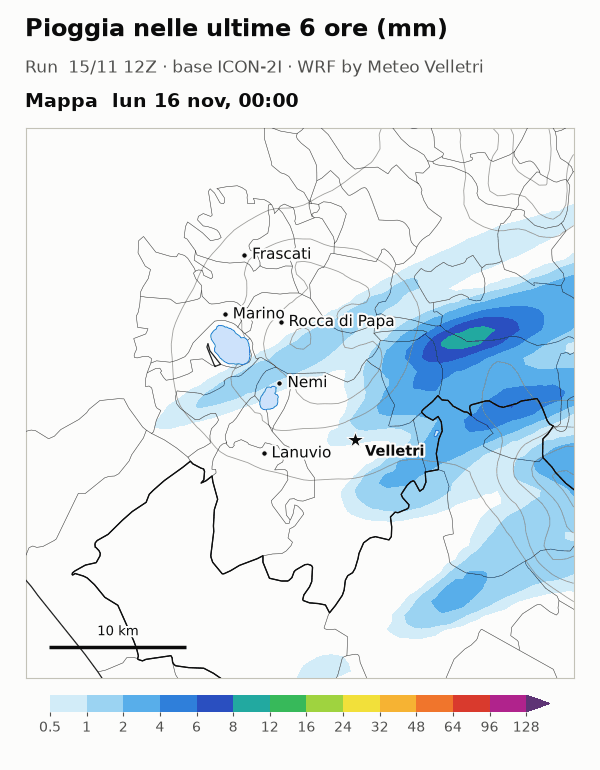 Pioggia nelle ultime 6 ore (mm)
Run 15/11 12Z · base ICON-2I · WRF by Meteo Velletri
Mappa lun 16 nov, 00:00
Frascati
Marino
Rocca di Papa
Nemi
Velletri
Lanuvio
10 km
0.5 1 2 4 6 8 12 16 24 32 48 64 96 128